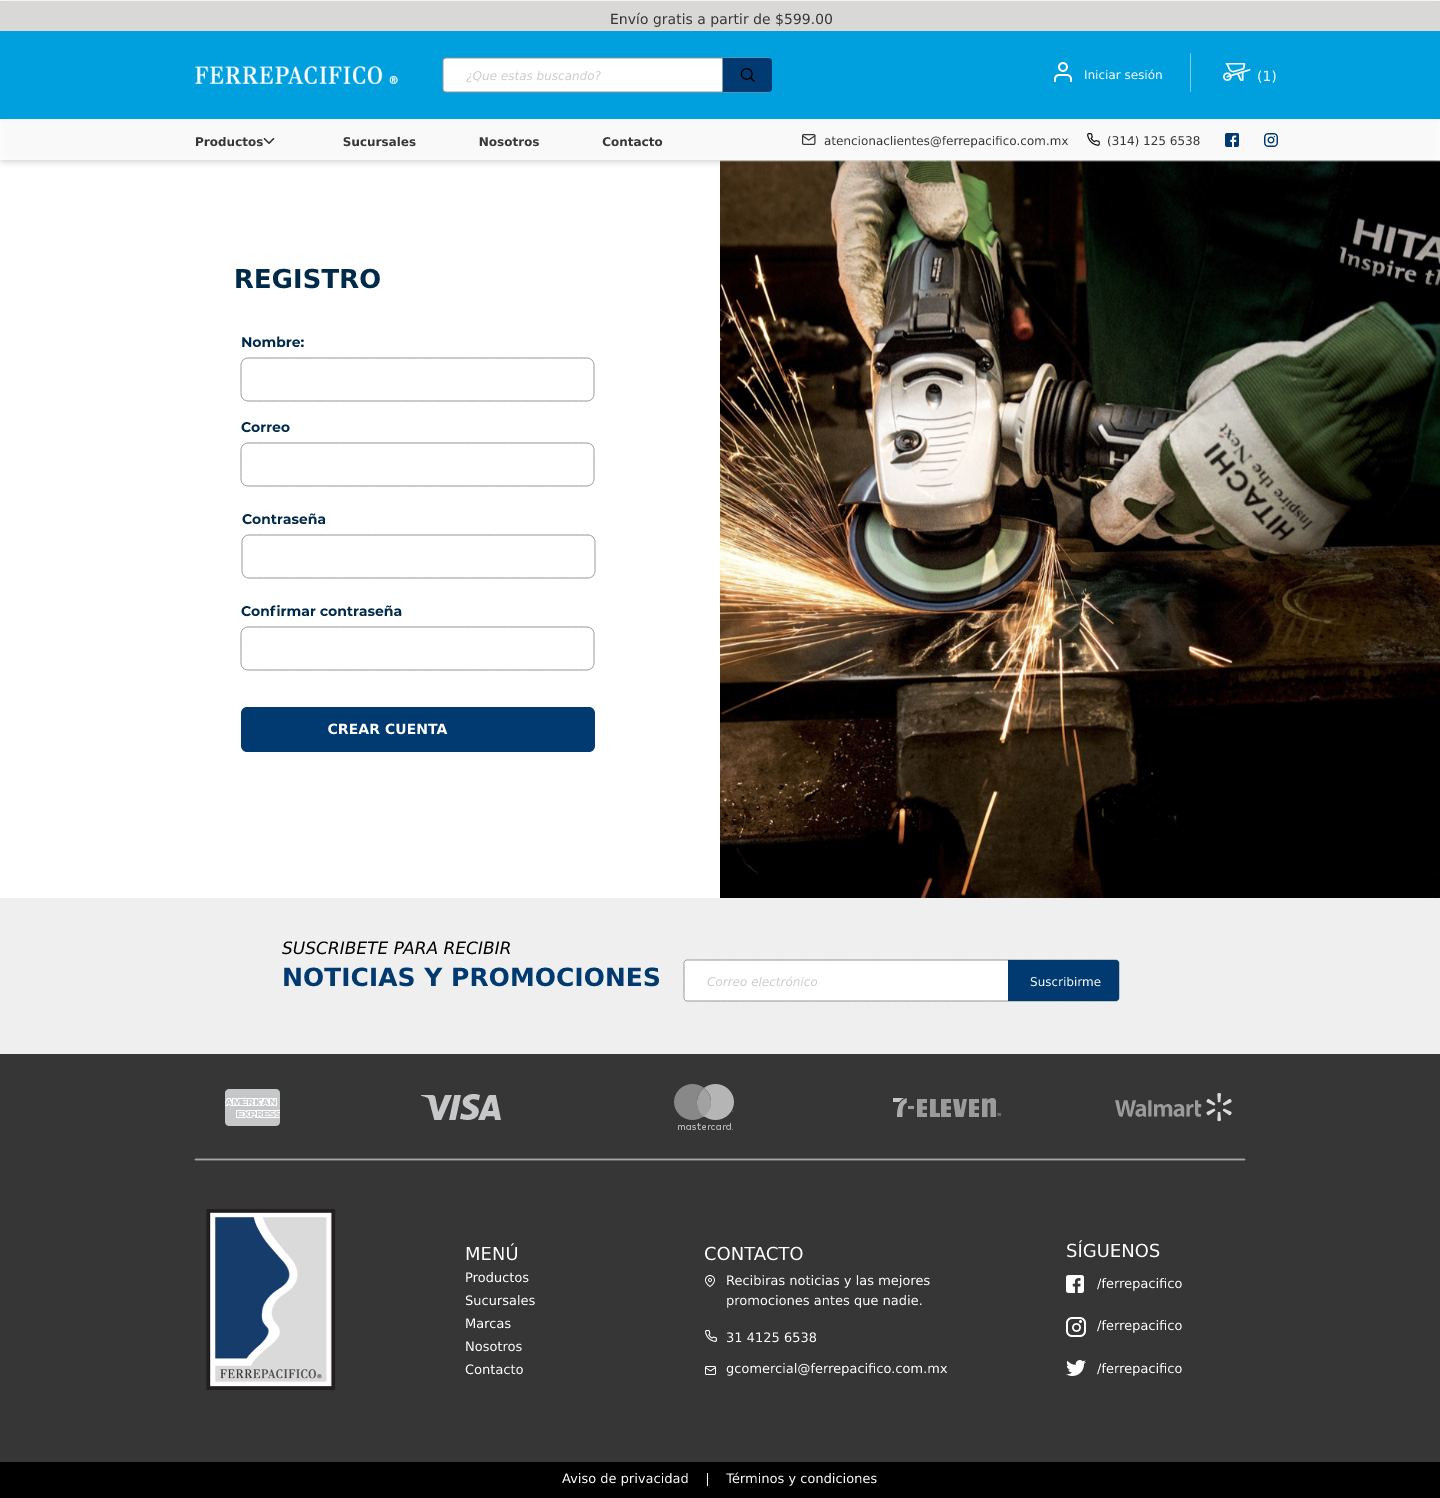 Envío gratis a partir de $599.00
FERREPACIFICO ®
¿Que estas buscando?
Iniciar sesión
(1)
Productos
Sucursales
Nosotros
Contacto
atencionaclientes@ferrepacifico.com.mx
(314) 125 6538
REGISTRO
Nombre:
Correo
Contraseña
Confirmar contraseña
CREAR CUENTA
HITA
Inspire th
HITACHI
Inspire the Next
H
SUSCRIBETE PARA RECIBIR
NOTICIAS Y PROMOCIONES
Correo electrónico
Suscribirme
AMERICAN
EXPRESS
VISA
mastercard.
7-ELEVEn
Walmart
FERREPACIFICO®
MENÚ
Productos
Sucursales
Marcas
Nosotros
Contacto
CONTACTO
Recibiras noticias y las mejores
promociones antes que nadie.
31 4125 6538
gcomercial@ferrepacifico.com.mx
SÍGUENOS
/ferrepacifico
/ferrepacifico
/ferrepacifico
Aviso de privacidad | Términos y condiciones